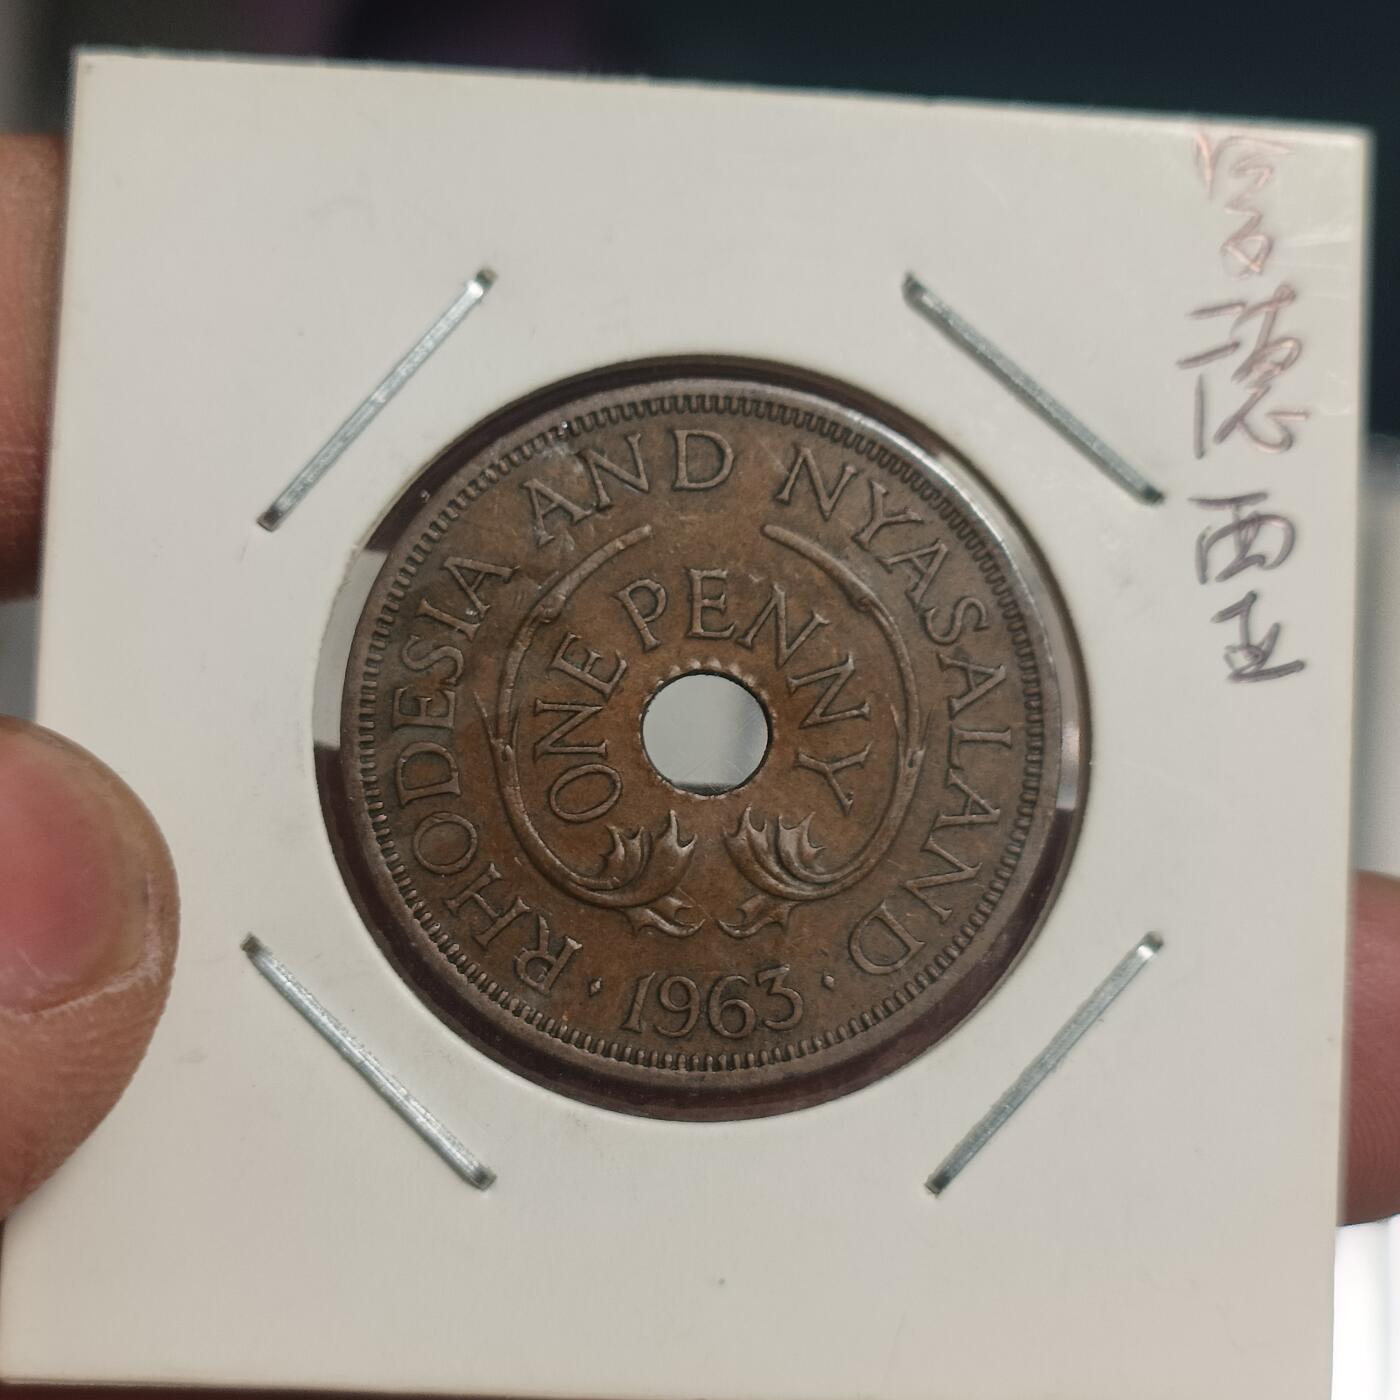 RHODESIA AND NYASALAND
ONE PENNY
· 1963 ·
罗德西亚